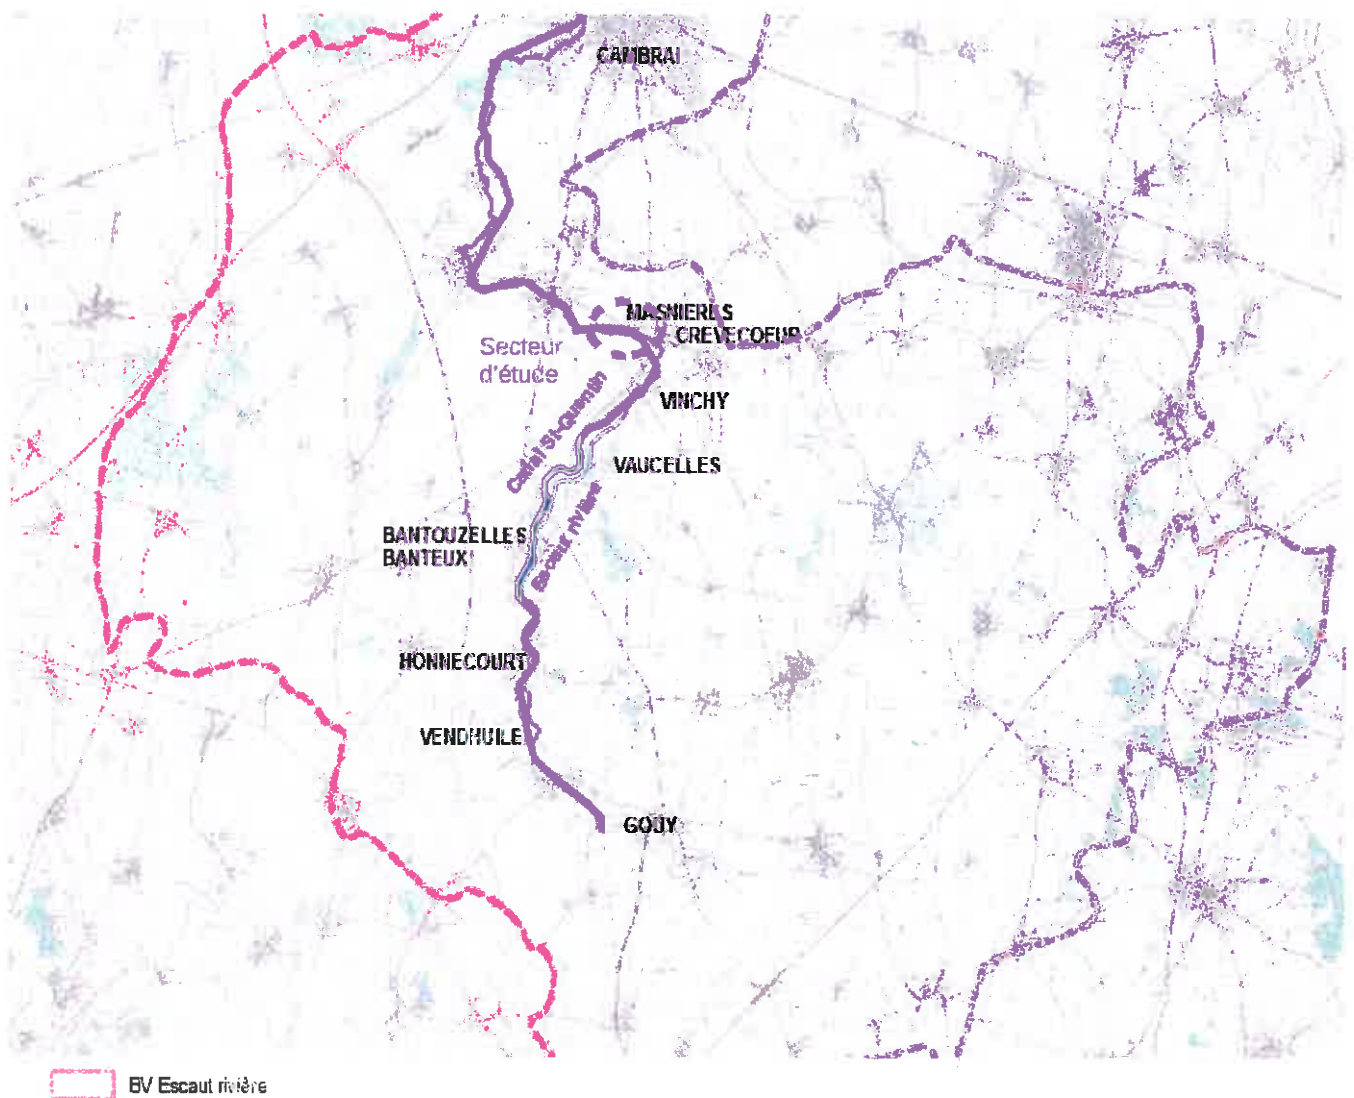 CAMBRAI
MASNIERES
CREVECOEUR
Secteur
d'étude
VINCHY
Canal St-Quentin
VAUCELLES
BANTOUZELLES
BANTEUX
Escaut rivière
HONNECOURT
VENDHUILE
GOUY
BV Escaut rivière